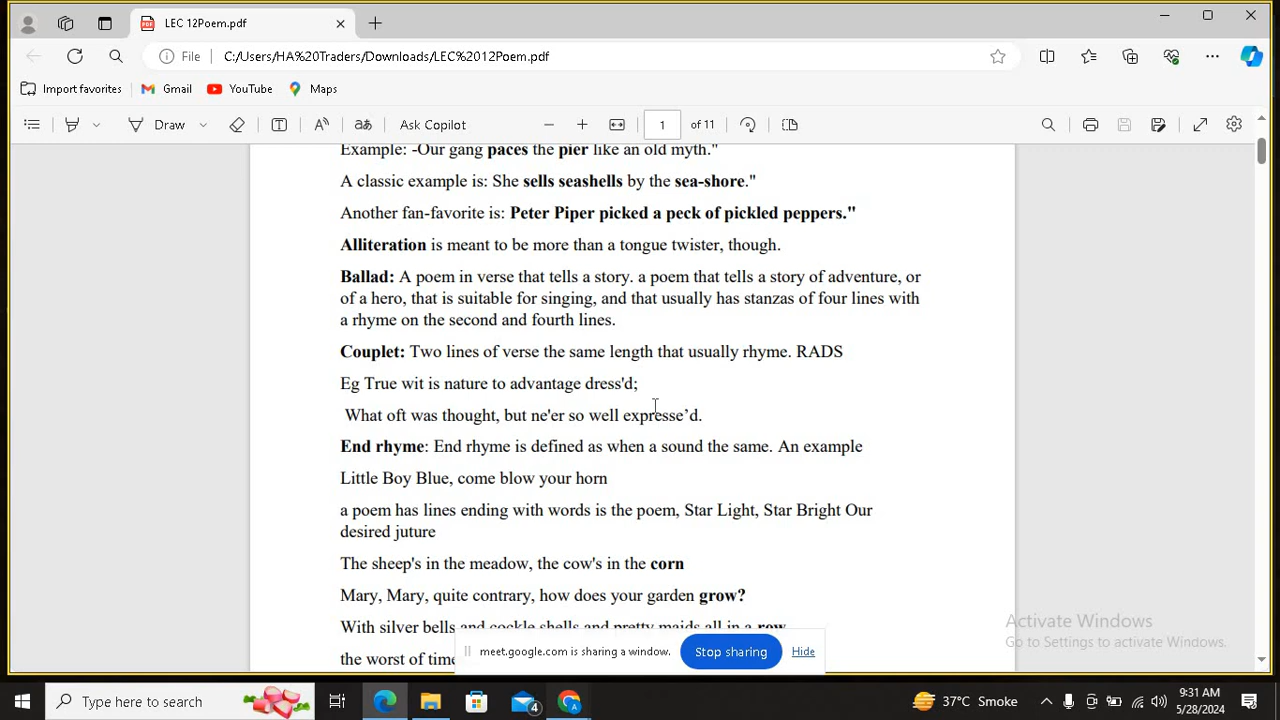 LEC 12Poem.pdf
File C:/Users/HA%20Traders/Downloads/LEC%2012Poem.pdf
Import favorites Gmail YouTube Maps
Draw Ask Copilot 1 of 11
Example: -Our gang paces the pier like an old myth."
A classic example is: She sells seashells by the sea-shore."
Another fan-favorite is: Peter Piper picked a peck of pickled peppers."
Alliteration is meant to be more than a tongue twister, though.
Ballad: A poem in verse that tells a story. a poem that tells a story of adventure, or
of a hero, that is suitable for singing, and that usually has stanzas of four lines with
a rhyme on the second and fourth lines.
Couplet: Two lines of verse the same length that usually rhyme. RADS
Eg True wit is nature to advantage dress'd;
What oft was thought, but ne'er so well expresse’d.
End rhyme: End rhyme is defined as when a sound the same. An example
Little Boy Blue, come blow your horn
a poem has lines ending with words is the poem, Star Light, Star Bright Our
desired juture
The sheep's in the meadow, the cow's in the corn
Mary, Mary, quite contrary, how does your garden grow?
With silver bells and cockle shells and pretty maids all in a row
the worst of time
meet.google.com is sharing a window. Stop sharing Hide
Activate Windows
Go to Settings to activate Windows.
Type here to search
4
37°C Smoke
9:31 AM
5/28/2024